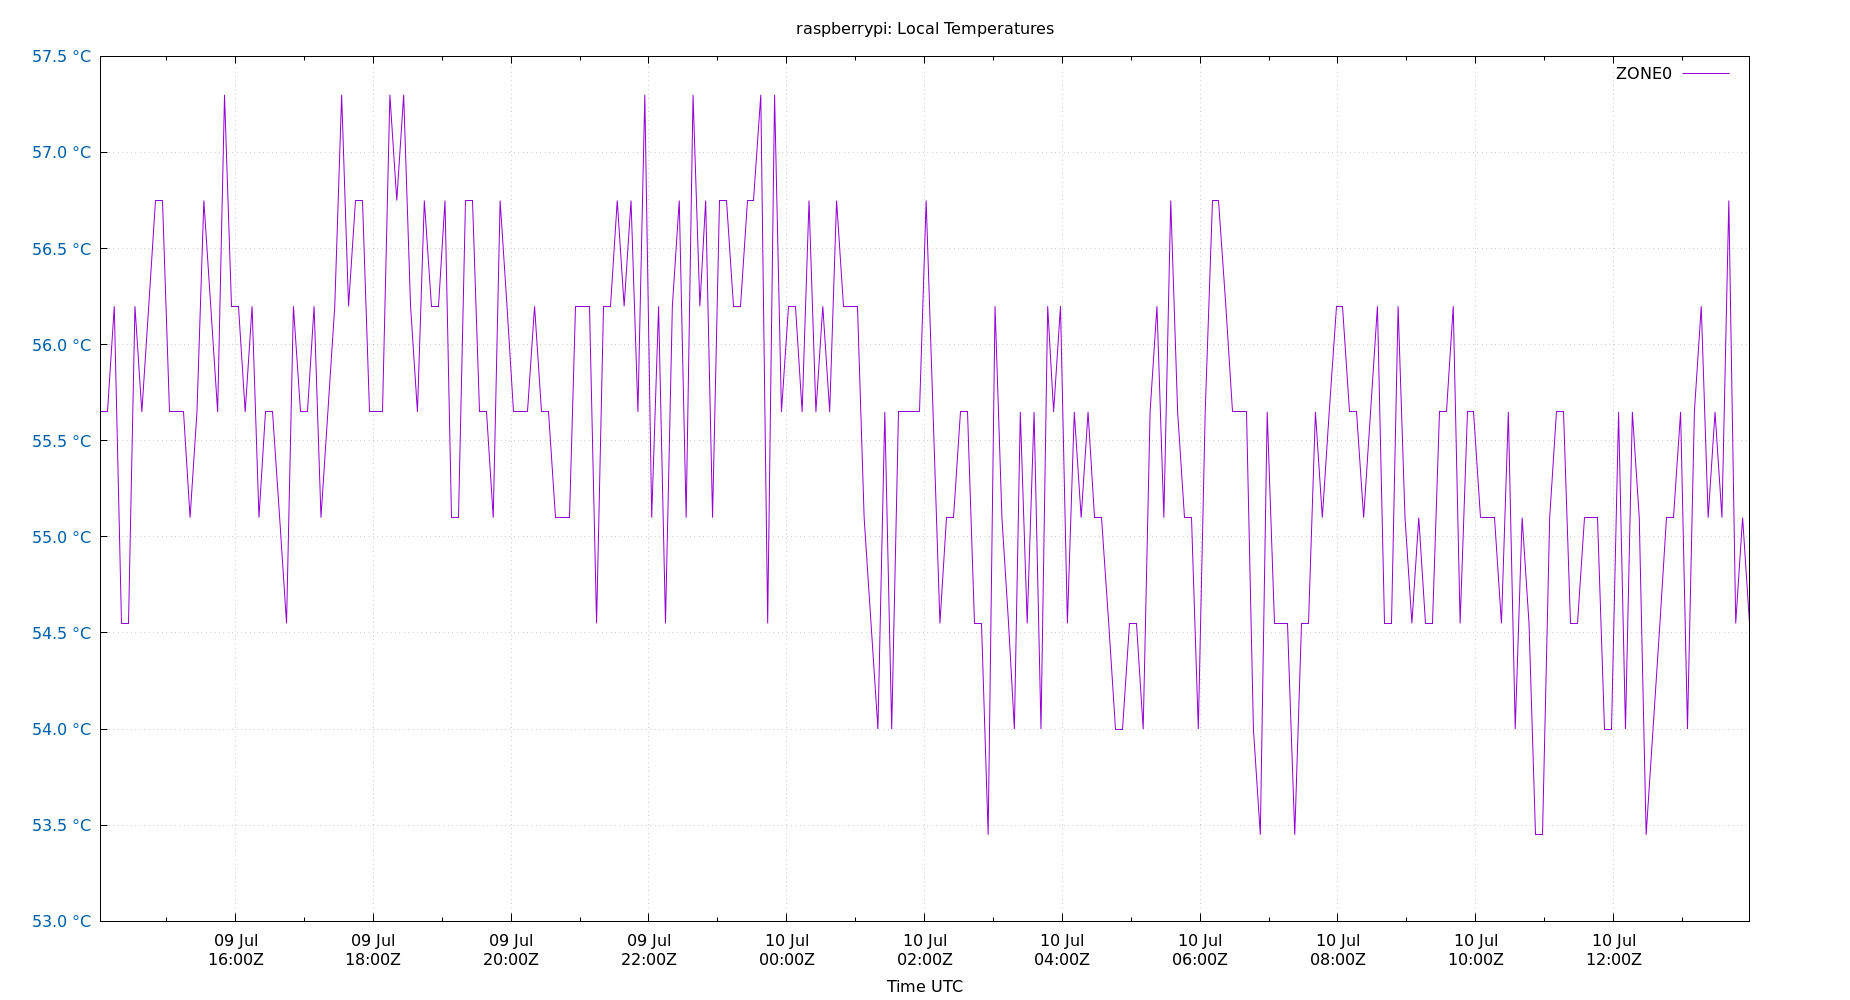 raspberrypi: Local Temperatures
57.5 °C
57.0 °C
56.5 °C
56.0 °C
55.5 °C
55.0 °C
54.5 °C
54.0 °C
53.5 °C
53.0 °C
ZONE0
09 Jul 09 Jul 09 Jul 09 Jul 10 Jul 10 Jul 10 Jul 10 Jul 10 Jul 10 Jul 10 Jul
16:00Z 18:00Z 20:00Z 22:00Z 00:00Z 02:00Z 04:00Z 06:00Z 08:00Z 10:00Z 12:00Z
Time UTC